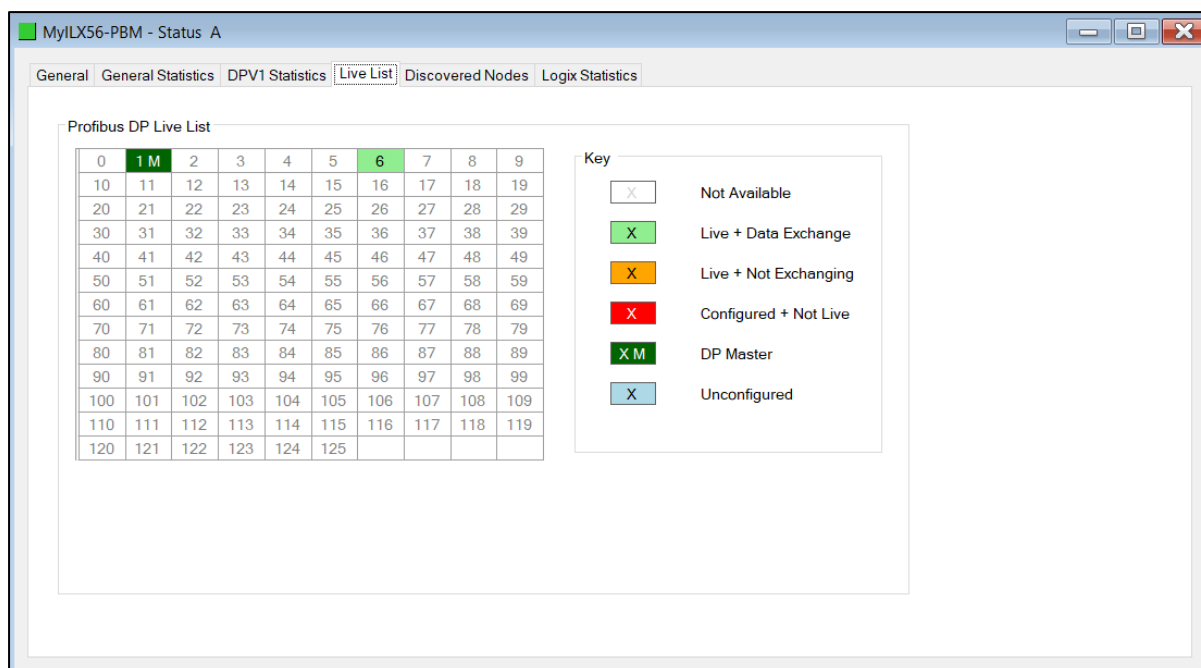 MyILX56-PBM - Status A
General General Statistics DPV1 Statistics Live List Discovered Nodes Logix Statistics
Profibus DP Live List
0 1 M 2 3 4 5 6 7 8 9
10 11 12 13 14 15 16 17 18 19
20 21 22 23 24 25 26 27 28 29
30 31 32 33 34 35 36 37 38 39
40 41 42 43 44 45 46 47 48 49
50 51 52 53 54 55 56 57 58 59
60 61 62 63 64 65 66 67 68 69
70 71 72 73 74 75 76 77 78 79
80 81 82 83 84 85 86 87 88 89
90 91 92 93 94 95 96 97 98 99
100 101 102 103 104 105 106 107 108 109
110 111 112 113 114 115 116 117 118 119
120 121 122 123 124 125
Key
X Not Available
X Live + Data Exchange
X Live + Not Exchanging
X Configured + Not Live
X M DP Master
X Unconfigured